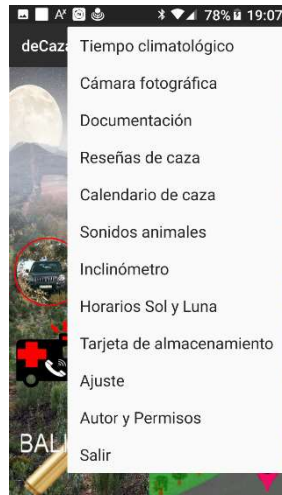 78% 19:07
deCaza
Tiempo climatológico
Cámara fotográfica
Documentación
Reseñas de caza
Calendario de caza
Sonidos animales
Inclinómetro
Horarios Sol y Luna
Tarjeta de almacenamiento
Ajuste
Autor y Permisos
Salir
BALI